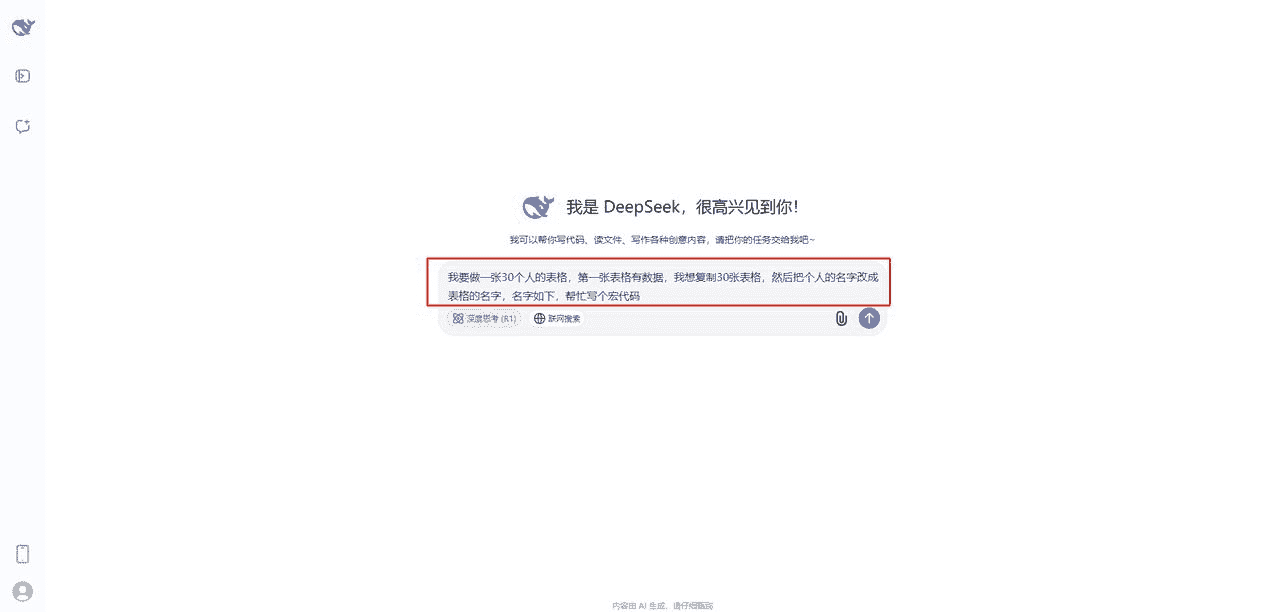 我是 DeepSeek，很高兴见到你！
我可以帮你写代码、读文件、写作各种创意内容，请把你的任务交给我吧~
我要做一张30个人的表格，第一张表格有数据，我想复制30张表格，然后把个人的名字改成
表格的名字，名字如下，帮忙写个宏代码
深度思考 (R1) 联网搜索
内容由 AI 生成，请仔细